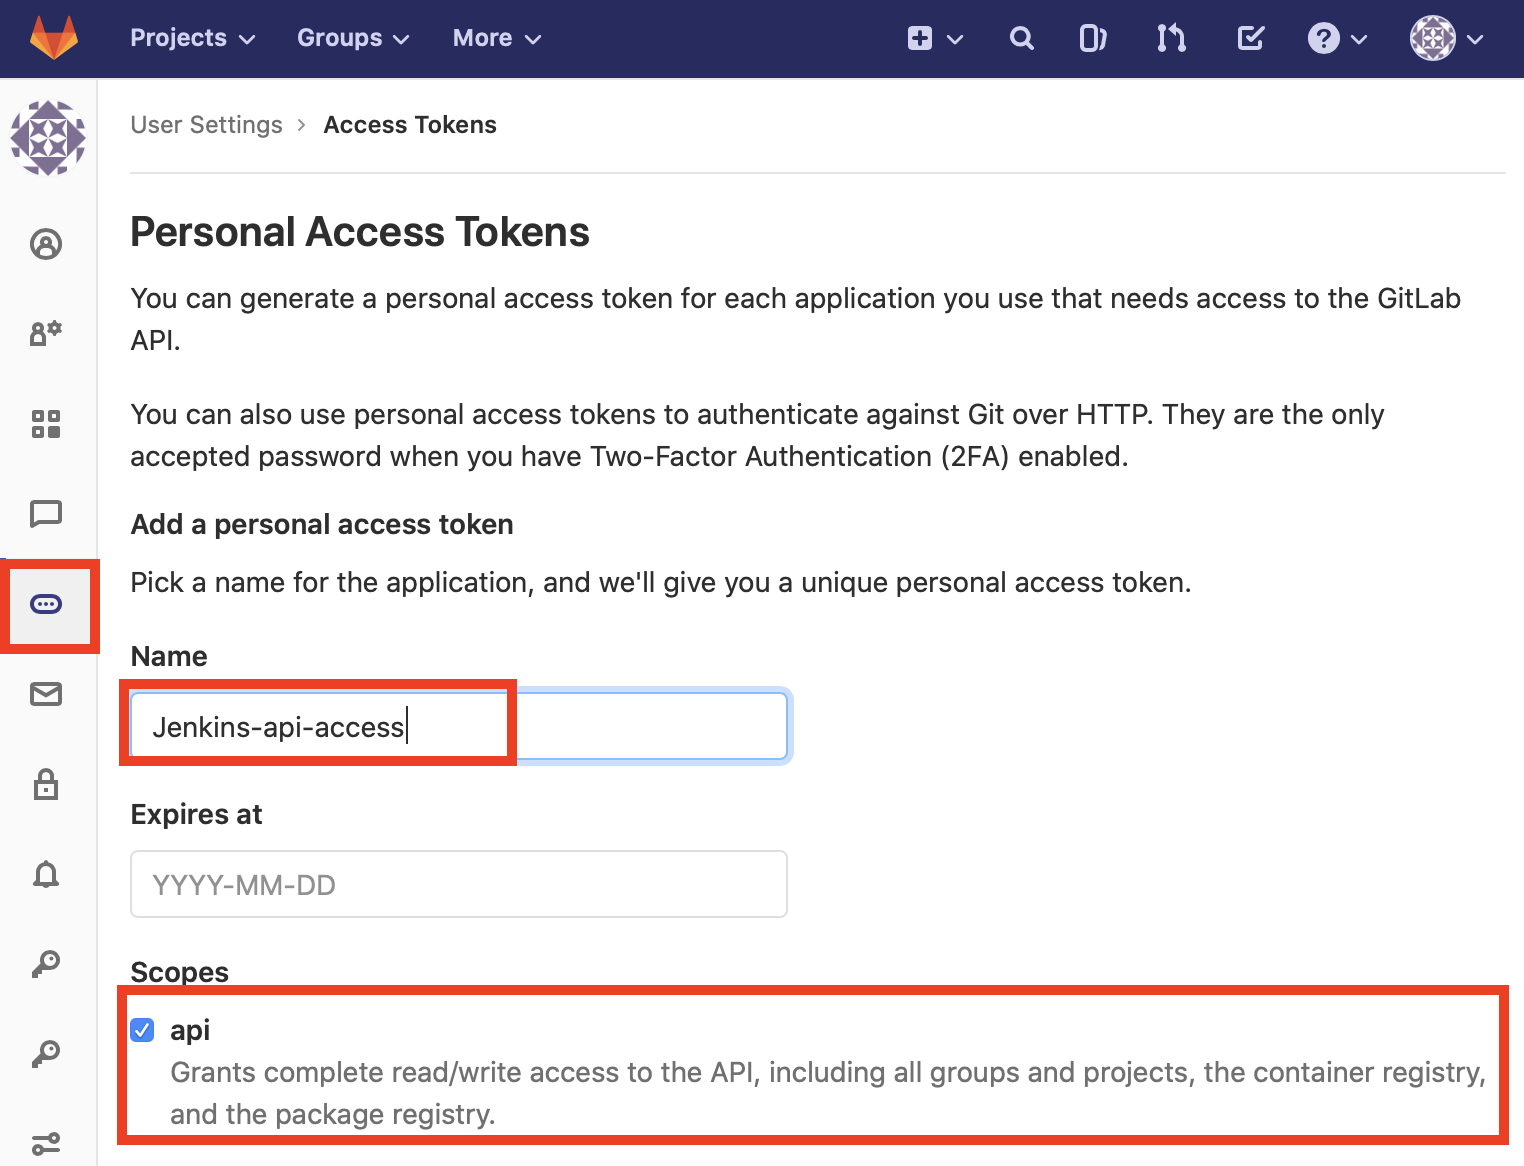 Projects Groups More
User Settings > Access Tokens
Personal Access Tokens
You can generate a personal access token for each application you use that needs access to the GitLab
API.
You can also use personal access tokens to authenticate against Git over HTTP. They are the only
accepted password when you have Two-Factor Authentication (2FA) enabled.
Add a personal access token
Pick a name for the application, and we'll give you a unique personal access token.
Name
Jenkins-api-access
Expires at
YYYY-MM-DD
Scopes
api
Grants complete read/write access to the API, including all groups and projects, the container registry,
and the package registry.